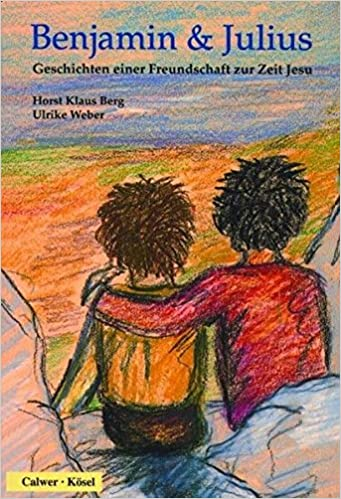 Benjamin & Julius
Geschichten einer Freundschaft zur Zeit Jesu
Horst Klaus Berg
Ulrike Weber
Calwer · Kösel